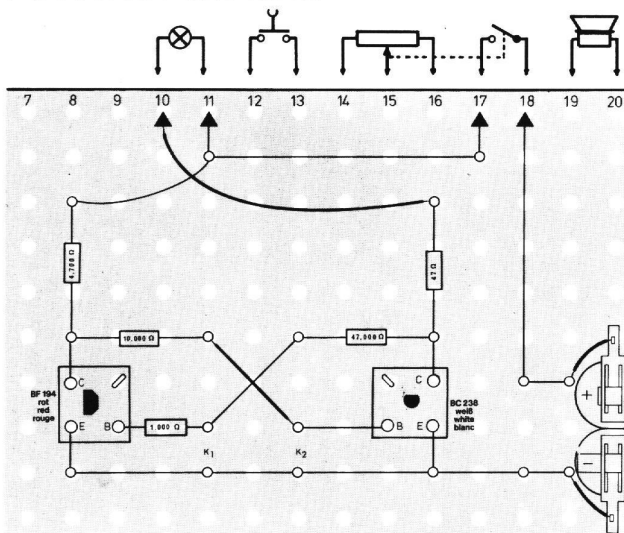 7 8 9 10 11 12 13 14 15 16 17 18 19 20
4,700 Ω
47 Ω
10,000 Ω
47,000 Ω
BF 194
rot
red
rouge
C
E
B
1,000 Ω
C
B
E
BC 238
weiß
white
blanc
K1
K2
+
−